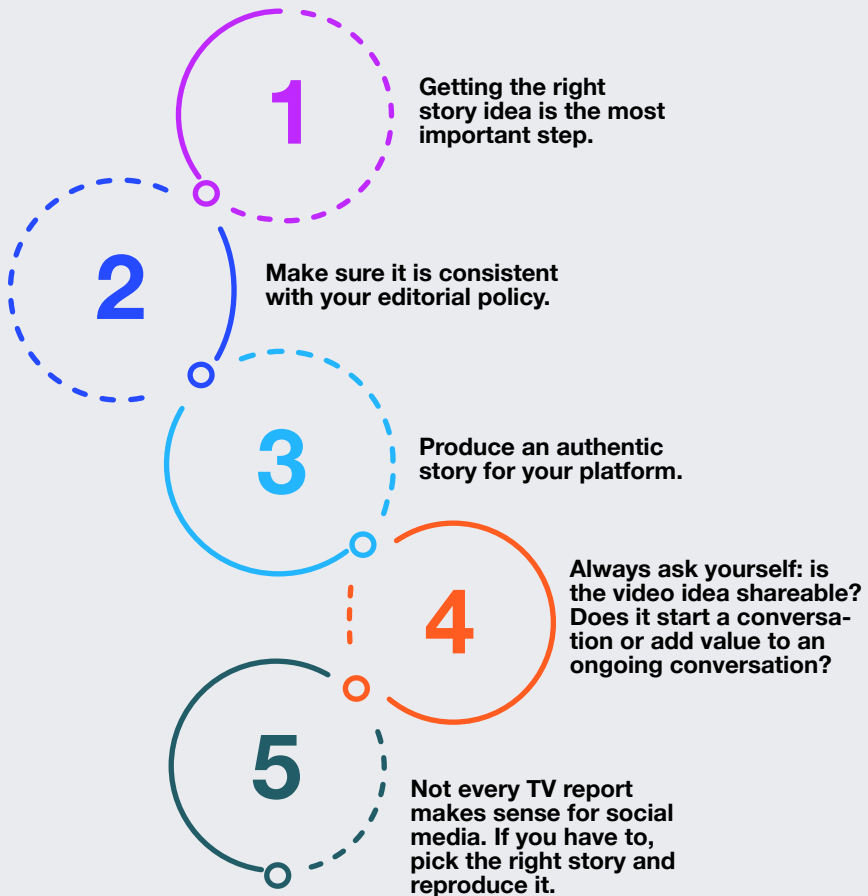 1
Getting the right
story idea is the most
important step.
2
Make sure it is consistent
with your editorial policy.
3
Produce an authentic
story for your platform.
4
Always ask yourself: is
the video idea shareable?
Does it start a conversa-
tion or add value to an
ongoing conversation?
5
Not every TV report
makes sense for social
media. If you have to,
pick the right story and
reproduce it.